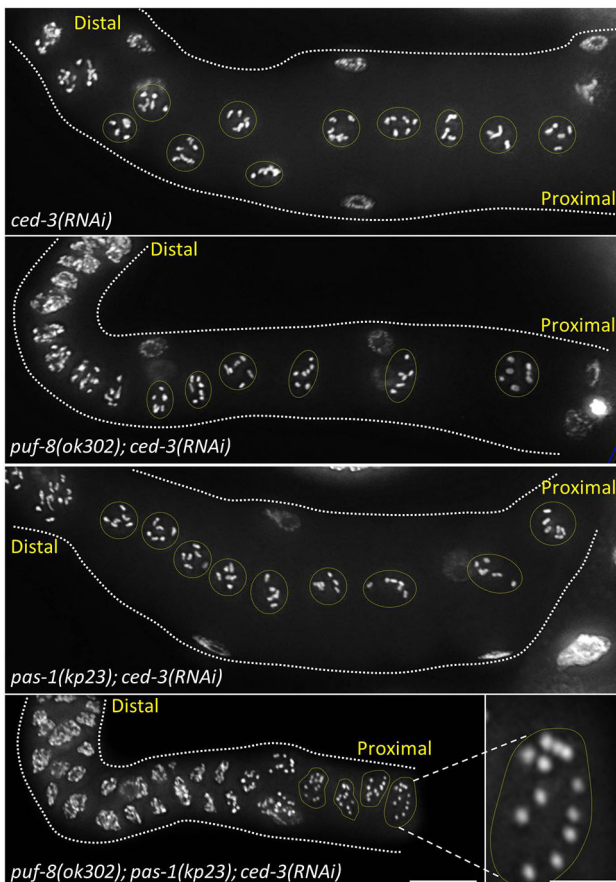 Distal
Proximal
ced-3(RNAi)
Distal
Proximal
puf-8(ok302); ced-3(RNAi)
Proximal
Distal
pas-1(kp23); ced-3(RNAi)
Distal
Proximal
puf-8(ok302); pas-1(kp23); ced-3(RNAi)